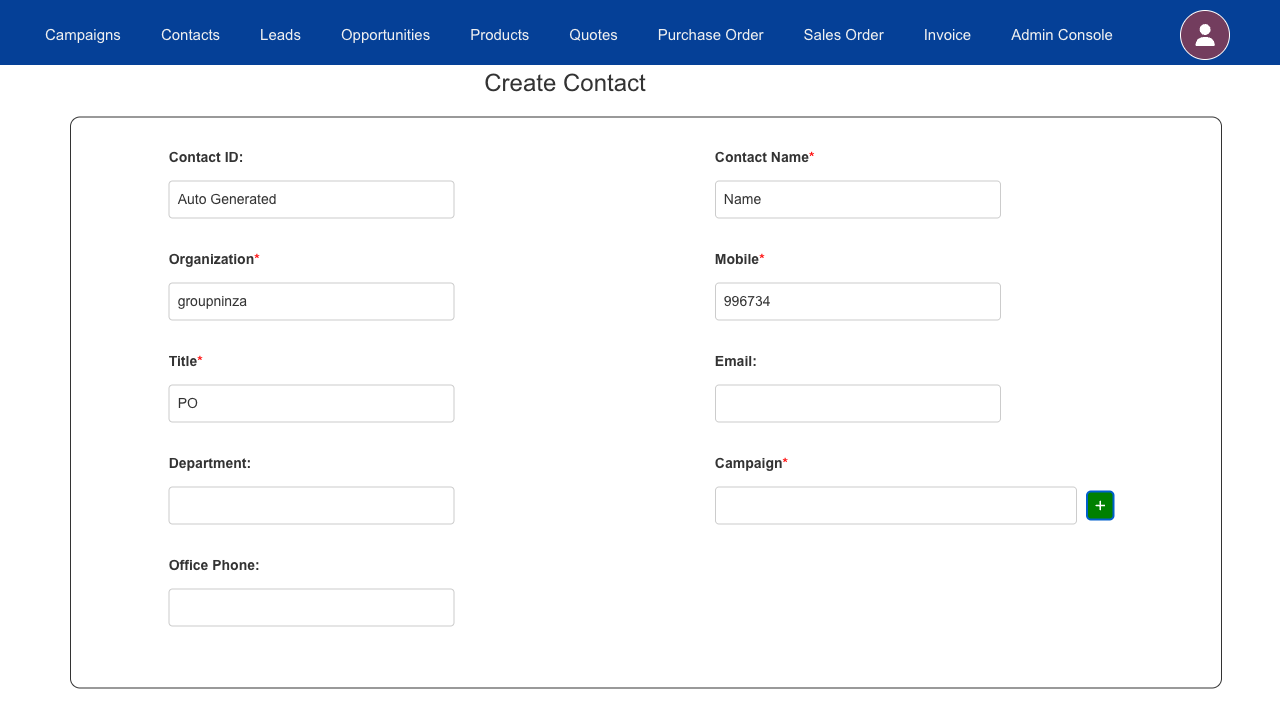 Campaigns Contacts Leads Opportunities Products Quotes Purchase Order Sales Order Invoice Admin Console
Create Contact
Contact ID:
Auto Generated
Contact Name*
Name
Organization*
groupninza
Mobile*
996734
Title*
PO
Email:
Department:
Campaign*
+
Office Phone: